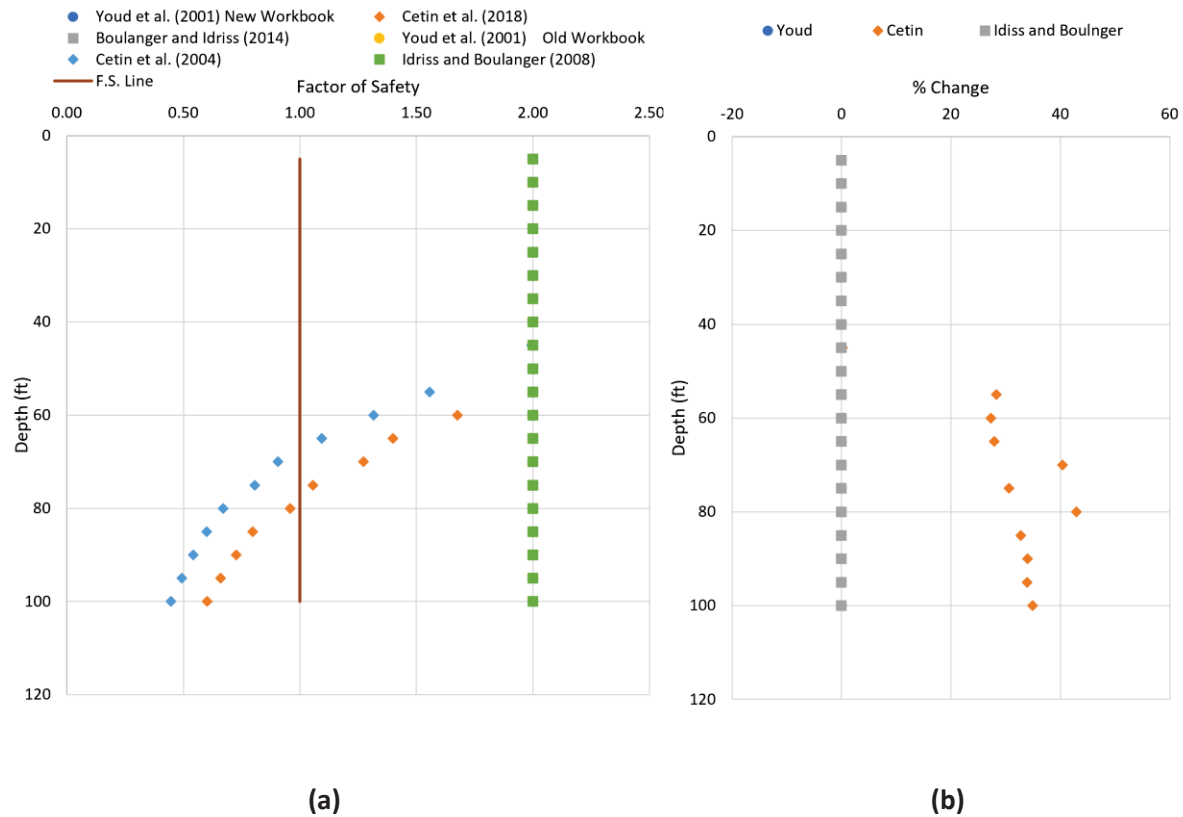 Youd et al. (2001) New Workbook
Cetin et al. (2018)
Boulanger and Idriss (2014)
Youd et al. (2001) Old Workbook
Cetin et al. (2004)
Idriss and Boulanger (2008)
F.S. Line
Factor of Safety
0.00 0.50 1.00 1.50 2.00 2.50
0
20
40
60
80
100
120
Depth (ft)
(a)
Youd Cetin Idiss and Boulnger
% Change
-20 0 20 40 60
0
20
40
60
80
100
120
Depth (ft)
(b)